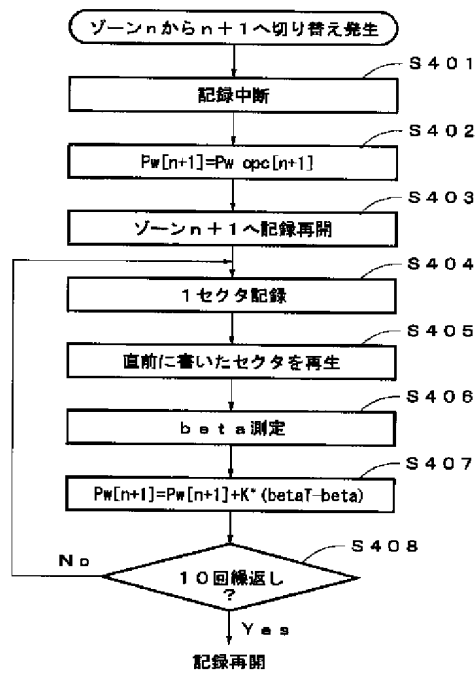 ゾーンnからn+1へ切り替え発生
S401
記録中断
S402
Pw[n+1]=Pw opc[n+1]
S403
ゾーンn+1へ記録再開
S404
1セクタ記録
S405
直前に書いたセクタを再生
S406
beta測定
S407
Pw[n+1]=Pw[n+1]+K*(betaT-beta)
S408
No
10回繰返し
?
Yes
記録再開